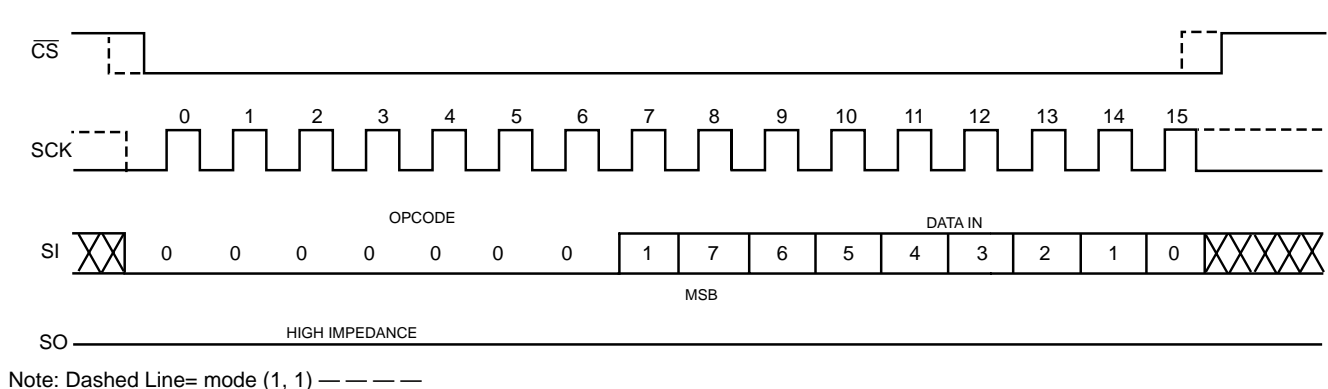 CS
0 1 2 3 4 5 6 7 8 9 10 11 12 13 14 15
SCK
OPCODE
DATA IN
SI 0 0 0 0 0 0 0 1 7 6 5 4 3 2 1 0
MSB
HIGH IMPEDANCE
SO
Note: Dashed Line= mode (1, 1) — — — —